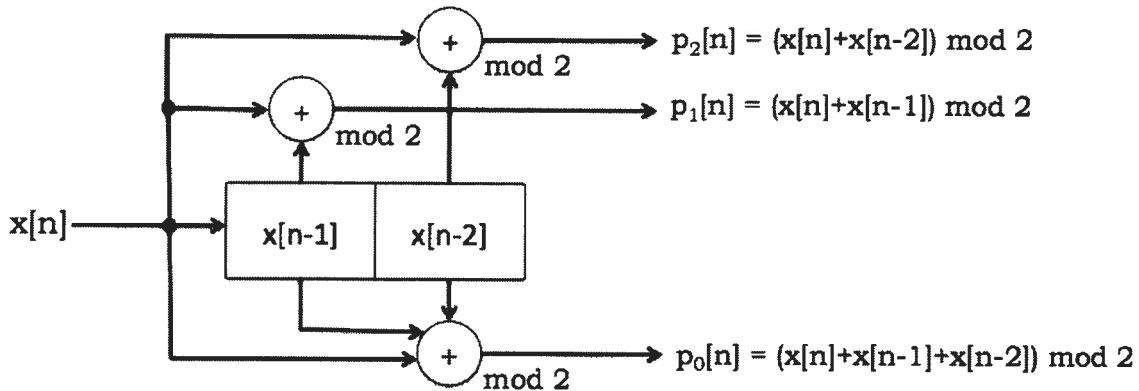 +
mod 2
p₂[n] = (x[n]+x[n-2]) mod 2
+
mod 2
p₁[n] = (x[n]+x[n-1]) mod 2
x[n]
x[n-1]
x[n-2]
+
mod 2
p₀[n] = (x[n]+x[n-1]+x[n-2]) mod 2